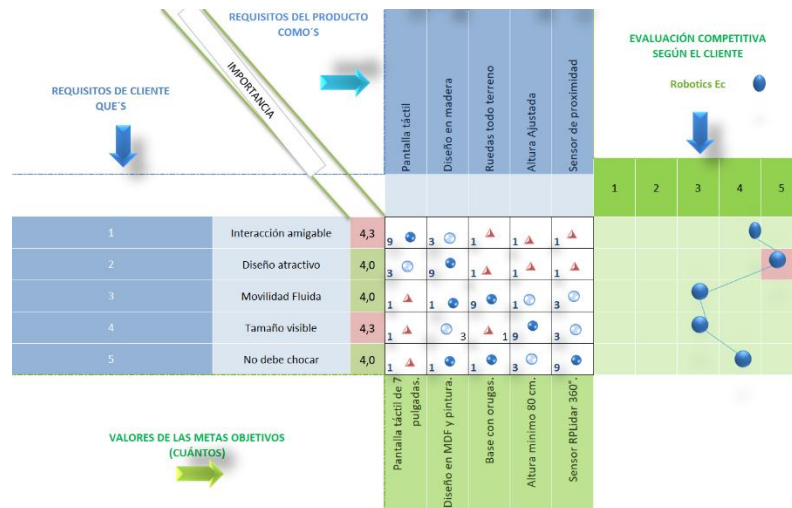 REQUISITOS DEL PRODUCTO
COMO´S
EVALUACIÓN COMPETITIVA
SEGÚN EL CLIENTE
REQUISITOS DE CLIENTE
QUE´S
IMPORTANCIA
Robotics Ec
Pantalla táctil
Diseño en madera
Ruedas todo terreno
Altura Ajustada
Sensor de proximidad
1 2 3 4 5
1 Interacción amigable 4,3 9 3 1 1 1
2 Diseño atractivo 4,0 3 9 1 1 1
3 Movilidad Fluida 4,0 1 1 9 1 3
4 Tamaño visible 4,3 1 3 1 9 3
5 No debe chocar 4,0 1 1 1 3 9
VALORES DE LAS METAS OBJETIVOS
(CUÁNTOS)
Pantalla táctil de 7
pulgadas.
Diseño en MDF y pintura.
Base con orugas.
Altura minimo 80 cm.
Sensor RPLidar 360°.